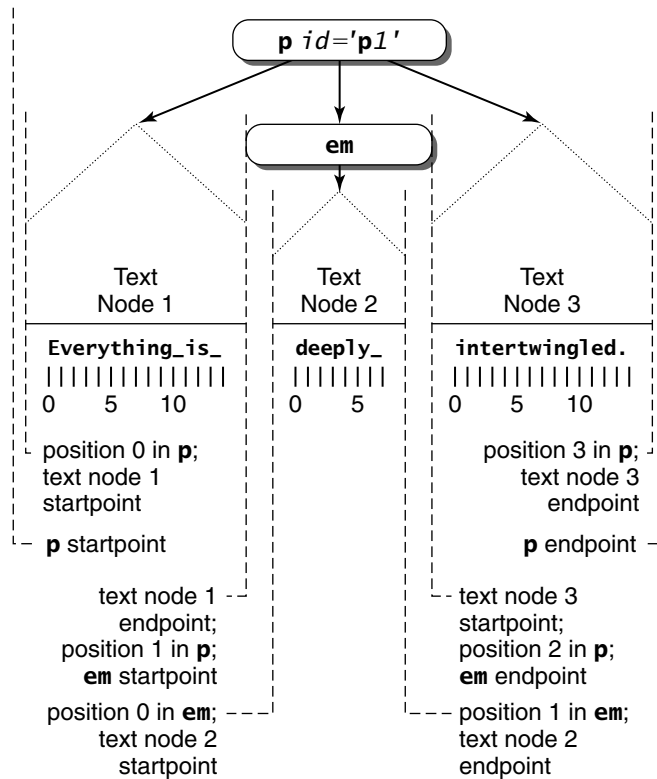 p id='p1'
em
Text
Node 1
Text
Node 2
Text
Node 3
Everything_is_
deeply_
intertwingled.
0 5 10
0 5
0 5 10
position 0 in p;
text node 1
startpoint
position 3 in p;
text node 3
endpoint
p startpoint
p endpoint
text node 1
endpoint;
position 1 in p;
em startpoint
text node 3
startpoint;
position 2 in p;
em endpoint
position 0 in em;
text node 2
startpoint
position 1 in em;
text node 2
endpoint